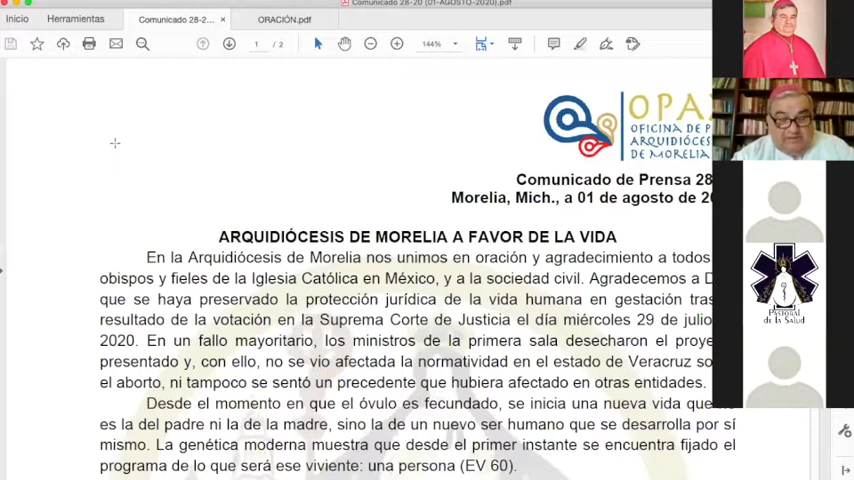 Comunicado 28-20 (01-AGOSTO-2020).pdf
Inicio Herramientas Comunicado 28-2... × ORACIÓN.pdf
1 / 2 144%
OPA
OFICINA DE P
ARQUIDIÓCES
DE MORELIA
Comunicado de Prensa 28
Morelia, Mich., a 01 de agosto de 20
ARQUIDIÓCESIS DE MORELIA A FAVOR DE LA VIDA
En la Arquidiócesis de Morelia nos unimos en oración y agradecimiento a todos
obispos y fieles de la Iglesia Católica en México, y a la sociedad civil. Agradecemos a D
que se haya preservado la protección jurídica de la vida humana en gestación tras
resultado de la votación en la Suprema Corte de Justicia el día miércoles 29 de julio
2020. En un fallo mayoritario, los ministros de la primera sala desecharon el proye
presentado y, con ello, no se vio afectada la normatividad en el estado de Veracruz so
el aborto, ni tampoco se sentó un precedente que hubiera afectado en otras entidades.
Desde el momento en que el óvulo es fecundado, se inicia una nueva vida que
es la del padre ni la de la madre, sino la de un nuevo ser humano que se desarrolla por sí
mismo. La genética moderna muestra que desde el primer instante se encuentra fijado el
programa de lo que será ese viviente: una persona (EV 60).
PASTORAL
de la SALUD